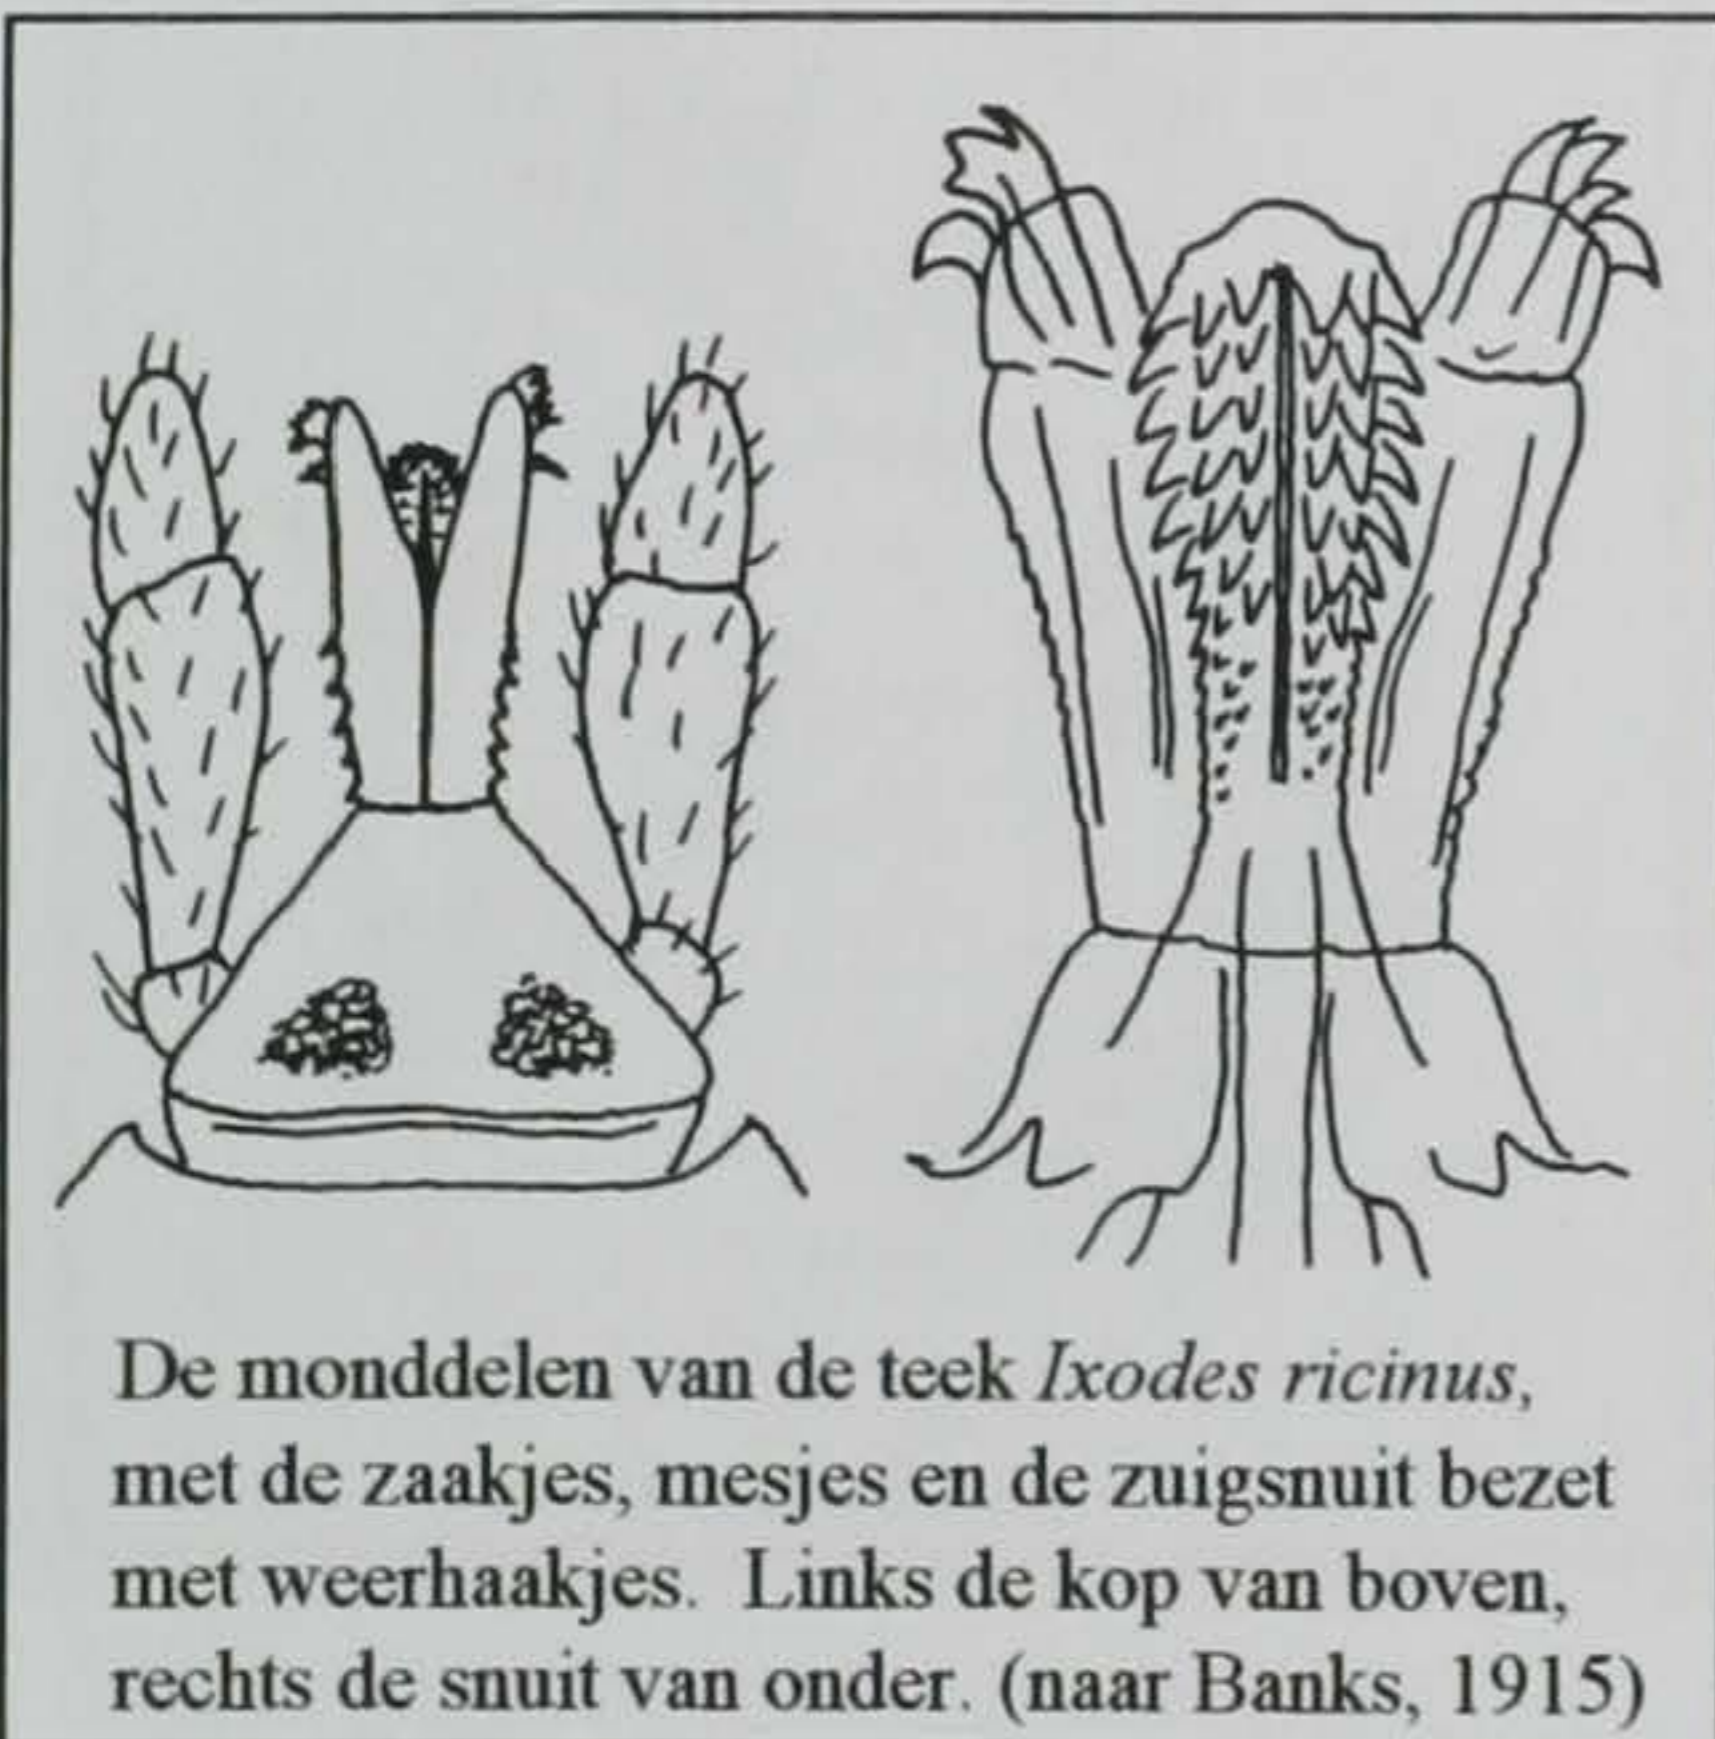 De monddelen van de teek Ixodes ricinus,
met de zaakjes, mesjes en de zuigsnuit bezet
met weerhaakjes. Links de kop van boven,
rechts de snuit van onder. (naar Banks, 1915)